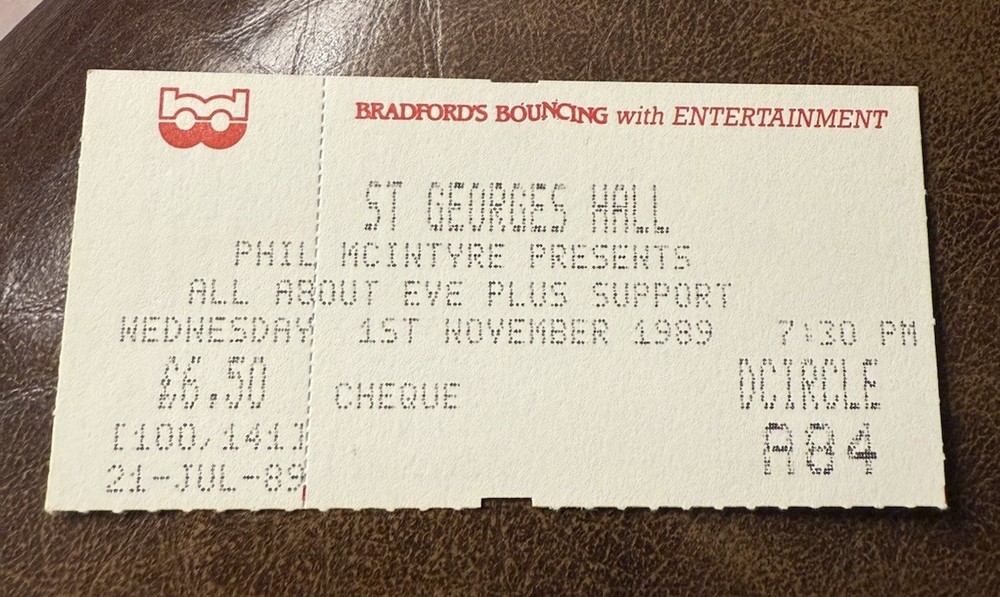 BRADFORD'S BOUNCING with ENTERTAINMENT
ST GEORGES HALL
PHIL MCINTYRE PRESENTS
ALL ABOUT EVE PLUS SUPPORT
WEDNESDAY 1ST NOVEMBER 1989 7:30 PM
£6.50 CHEQUE DCIRCLE
[100/141] A84
21-JUL-89